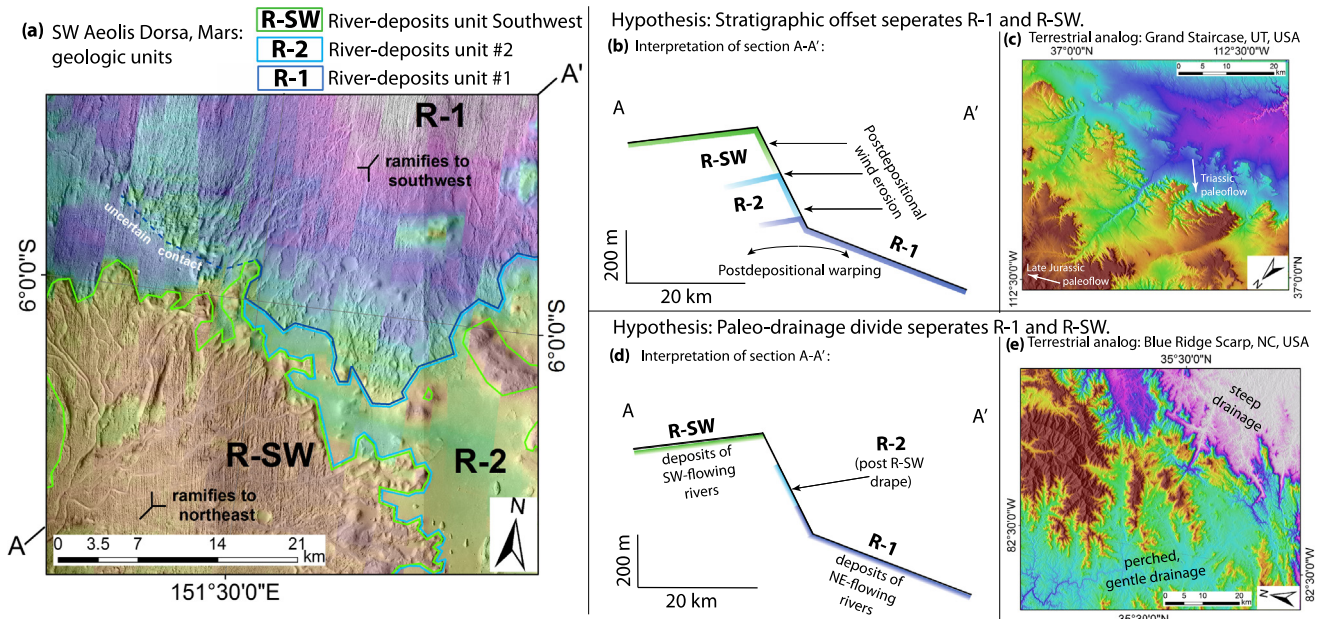 (a) SW Aeolis Dorsa, Mars:
geologic units
R-SW River-deposits unit Southwest
R-2 River-deposits unit #2
R-1 River-deposits unit #1
A'
R-1
ramifies to
southwest
uncertain
contact
6°0'0"S
6°0'0"S
R-SW
R-2
ramifies to
northeast
N
A
0 3.5 7 14 21
km
151°30'0"E
Hypothesis: Stratigraphic offset seperates R-1 and R-SW.
(b) Interpretation of section A-A':
A
A'
R-SW
R-2
R-1
Postdepositional
wind erosion
Postdepositional warping
200 m
20 km
(c) Terrestrial analog: Grand Staircase, UT, USA
37°0'0"N
112°30'0"W
0 5 10 20
km
Triassic
paleoflow
Late Jurassic
paleoflow
N
112°30'0"W
37°0'0"N
Hypothesis: Paleo-drainage divide seperates R-1 and R-SW.
(d) Interpretation of section A-A':
A
A'
R-SW
deposits of
SW-flowing
rivers
R-2
(post R-SW
drape)
R-1
deposits of
NE-flowing
rivers
200 m
20 km
(e) Terrestrial analog: Blue Ridge Scarp, NC, USA
35°30'0"N
steep
drainage
82°30'0"W
perched,
gentle drainage
0 5 10 20
km
N
82°30'0"W